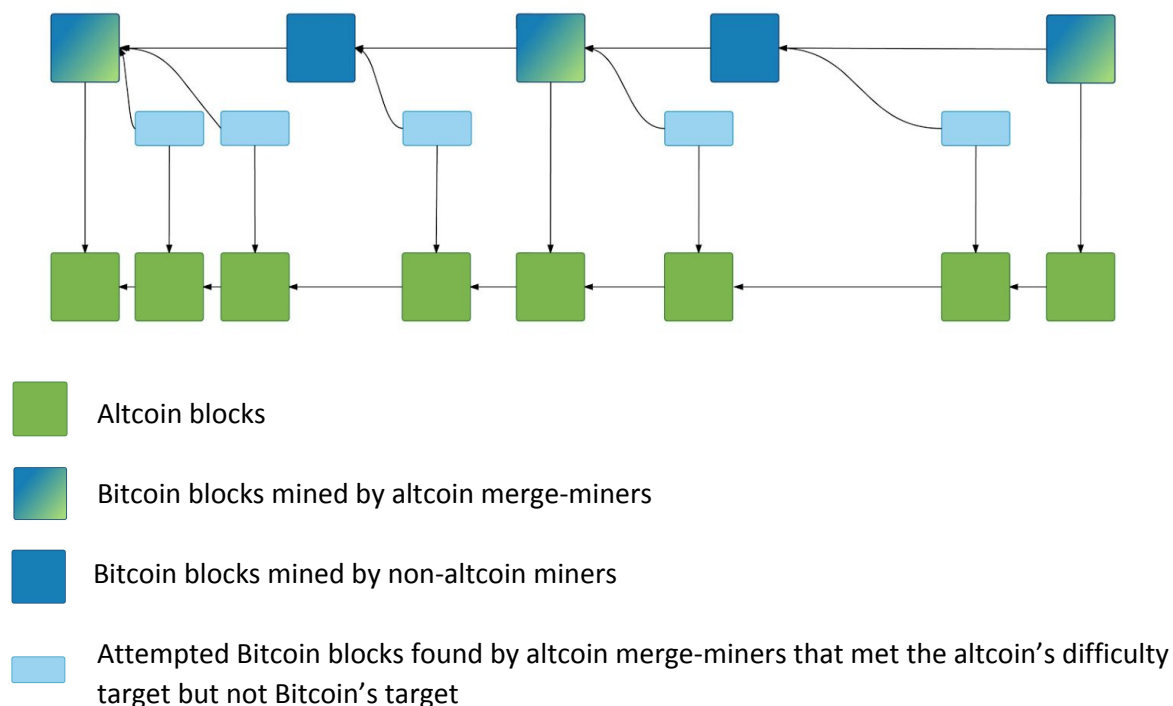 Altcoin blocks
Bitcoin blocks mined by altcoin merge-miners
Bitcoin blocks mined by non-altcoin miners
Attempted Bitcoin blocks found by altcoin merge-miners that met the altcoin’s difficulty
target but not Bitcoin’s target